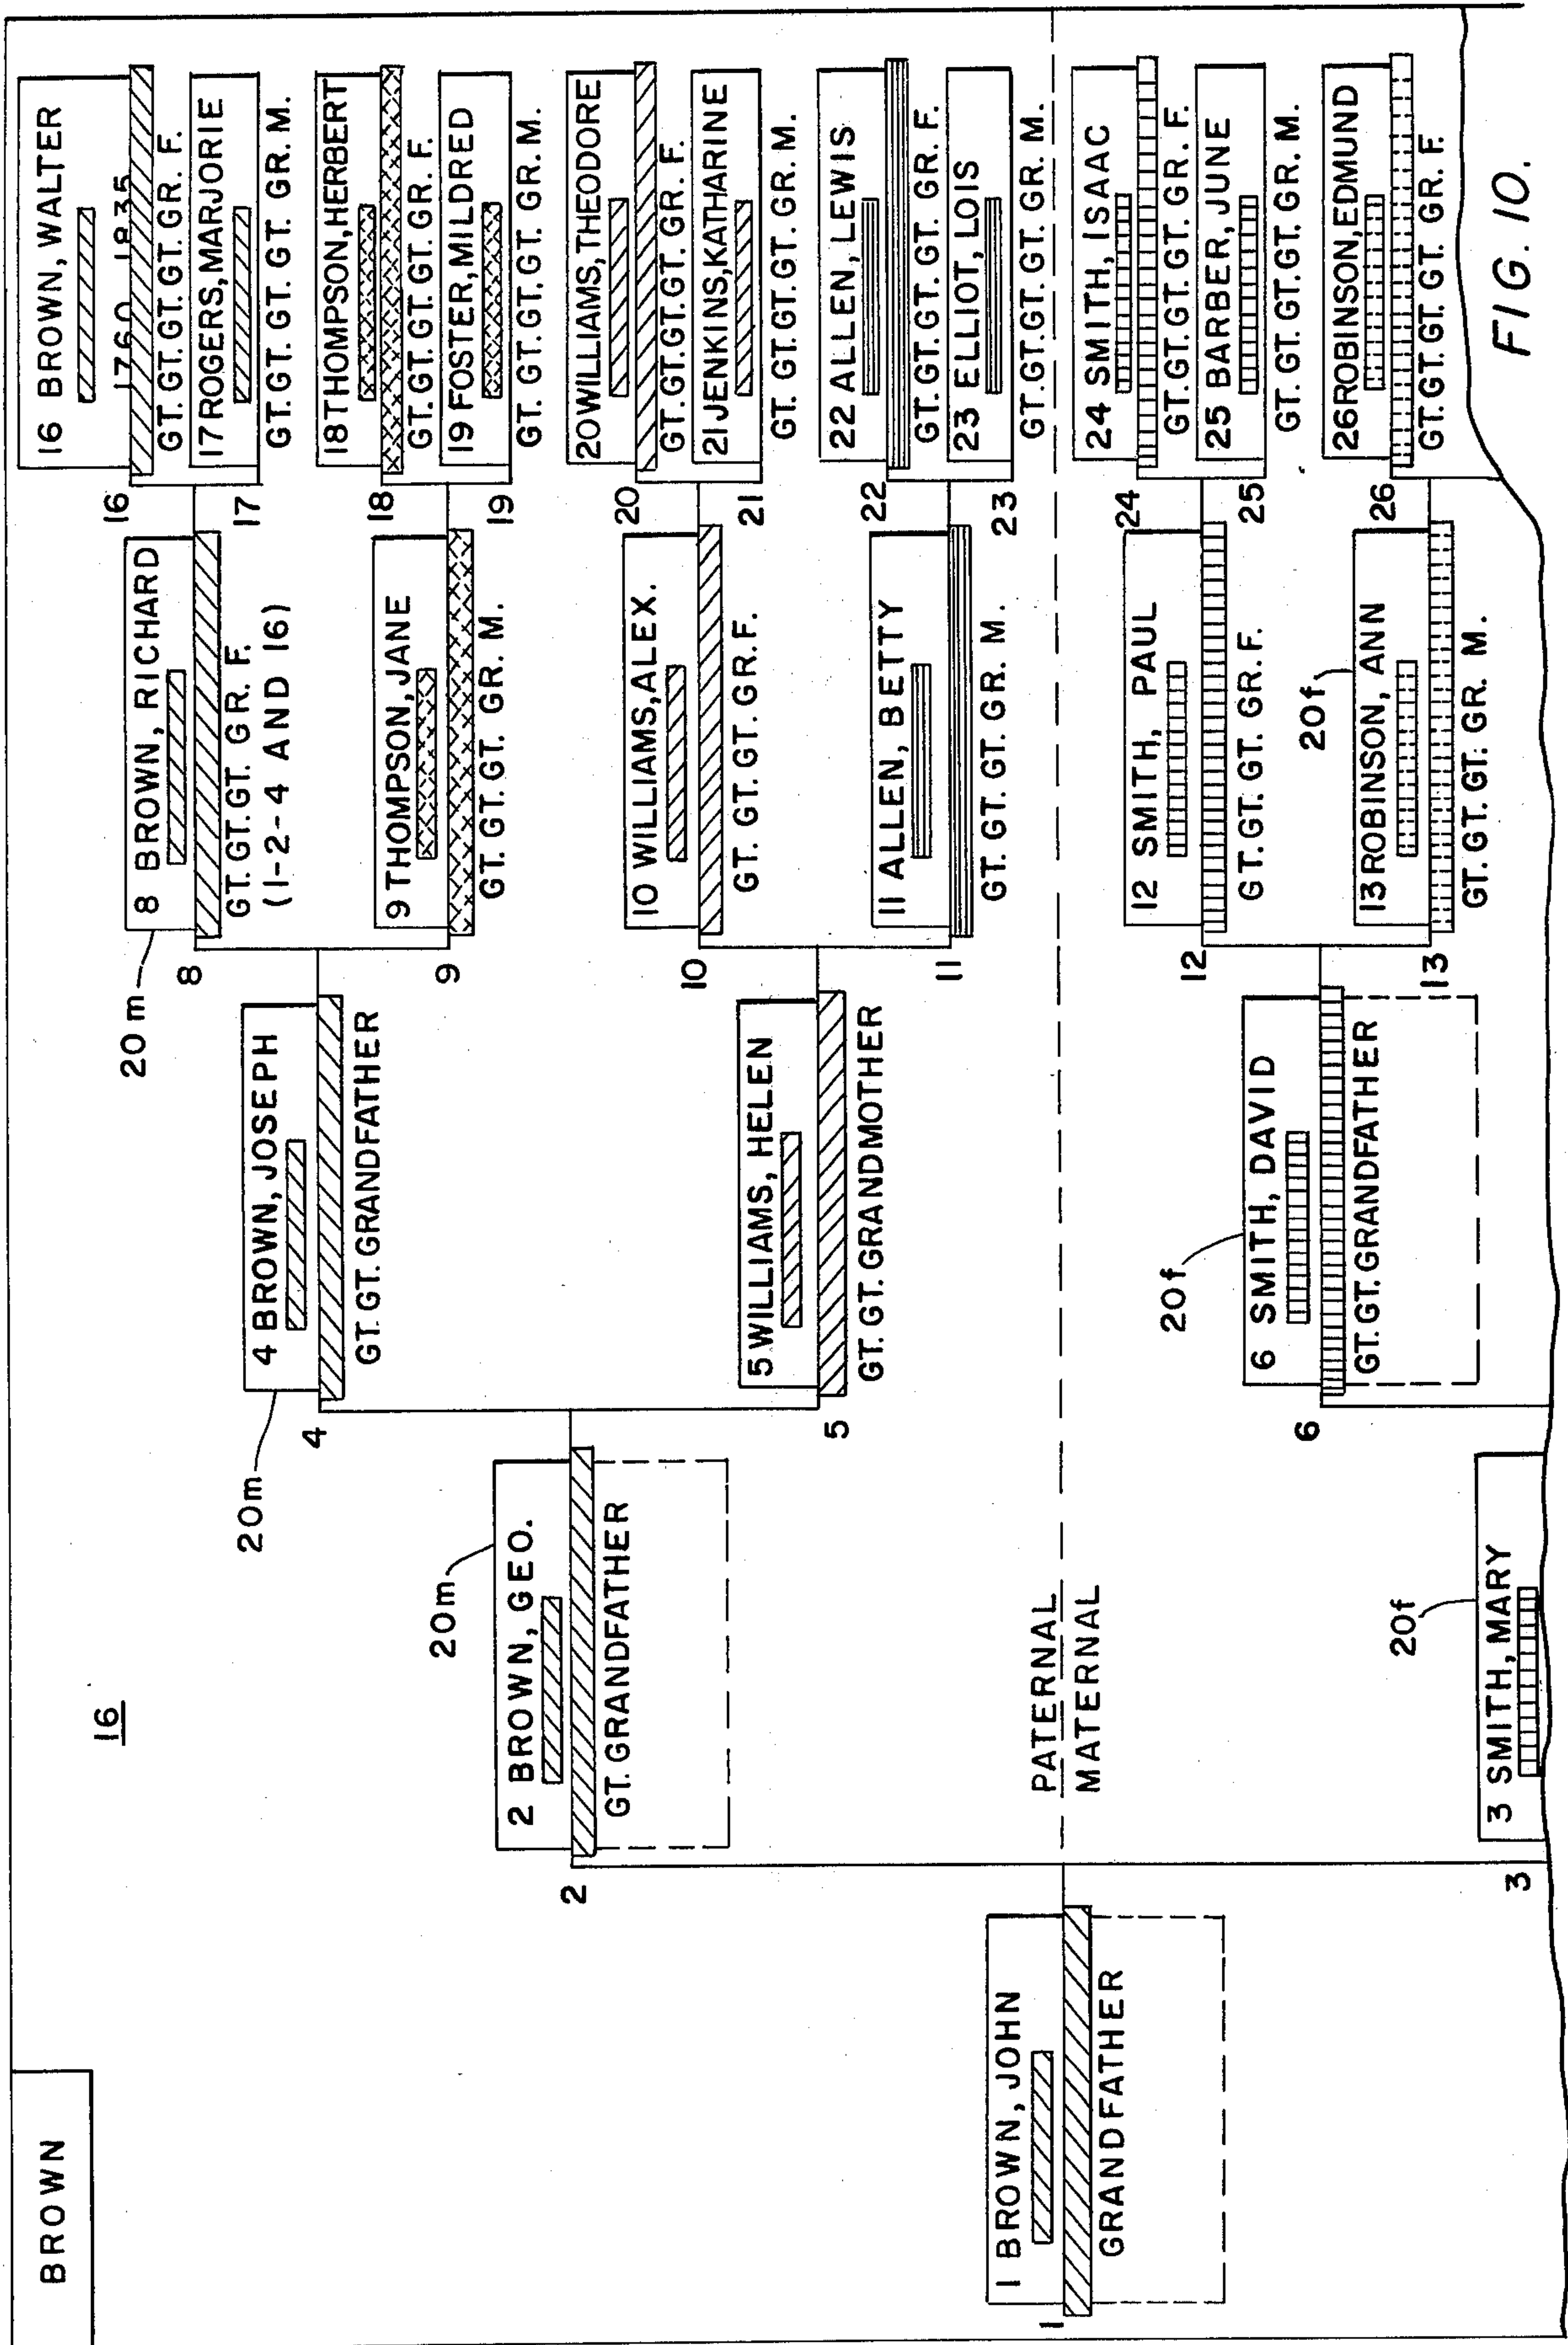 BROWN
16
1 BROWN, JOHN
GRANDFATHER
1
2 BROWN, GEO.
GT. GRANDFATHER
20m
2
PATERNAL
MATERNAL
3 SMITH, MARY
20f
3
4 BROWN, JOSEPH
GT. GT. GRANDFATHER
20m
4
5 WILLIAMS, HELEN
GT. GT. GRANDMOTHER
5
6 SMITH, DAVID
GT. GT. GRANDFATHER
20f
6
8 BROWN, RICHARD
GT. GT. GT. GR. F.
(1-2-4 AND 16)
20m
8
9 THOMPSON, JANE
GT. GT. GT. GR. M.
9
10 WILLIAMS, ALEX.
GT. GT. GT. GR. F.
10
11 ALLEN, BETTY
GT. GT. GT. GR. M.
11
12 SMITH, PAUL
GT. GT. GT. GR. F.
12
13 ROBINSON, ANN
GT. GT. GT. GR. M.
20f
13
16 BROWN, WALTER
1760 1835
GT. GT. GT. GT. GR. F.
16
17 ROGERS, MARJORIE
GT. GT. GT. GT. GR. M.
17
18 THOMPSON, HERBERT
GT. GT. GT. GT. GR. F.
18
19 FOSTER, MILDRED
GT. GT. GT. GT. GR. M.
19
20 WILLIAMS, THEODORE
GT. GT. GT. GT. GR. F.
20
21 JENKINS, KATHARINE
GT. GT. GT. GT. GR. M.
21
22 ALLEN, LEWIS
GT. GT. GT. GT. GR. F.
22
23 ELLIOT, LOIS
GT. GT. GT. GT. GR. M.
23
24 SMITH, ISAAC
GT. GT. GT. GT. GR. F.
24
25 BARBER, JUNE
GT. GT. GT. GT. GR. M.
25
26 ROBINSON, EDMUND
GT. GT. GT. GT. GR. F.
26
FIG. 10.